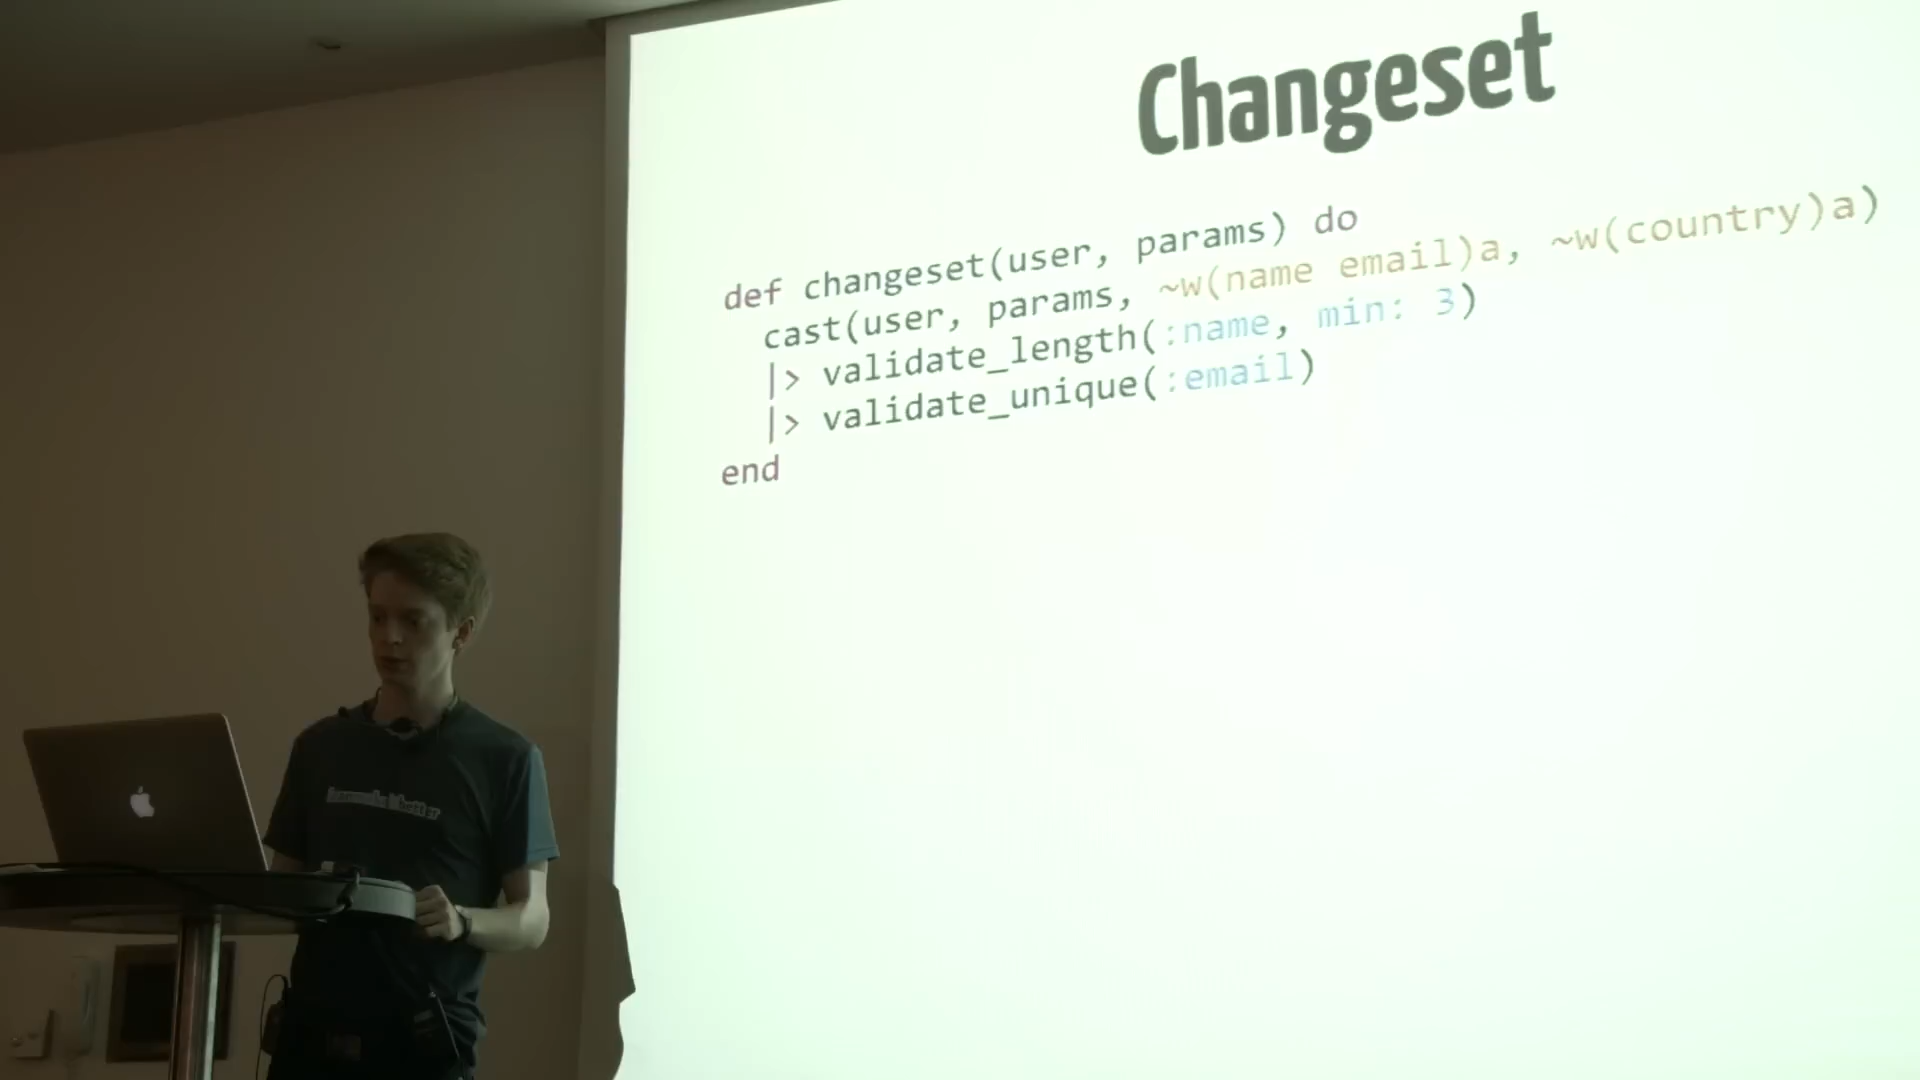 Changeset
def changeset(user, params) do
cast(user, params, ~w(name email)a, ~w(country)a)
|> validate_length(:name, min: 3)
|> validate_unique(:email)
end
better